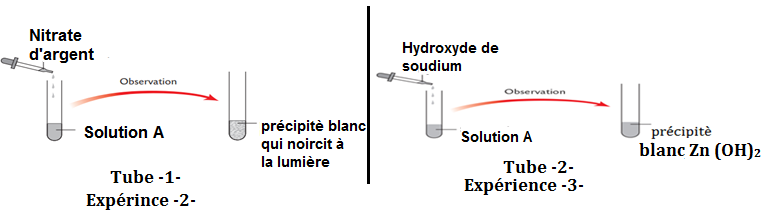 Nitrate
d'argent
Observation
Solution A
précipitè blanc
qui noircit à
la lumière
Tube -1-
Expérince -2-
Hydroxyde de
soudium
Observation
Solution A
précipitè
blanc Zn (OH)₂
Tube -2-
Expérience -3-